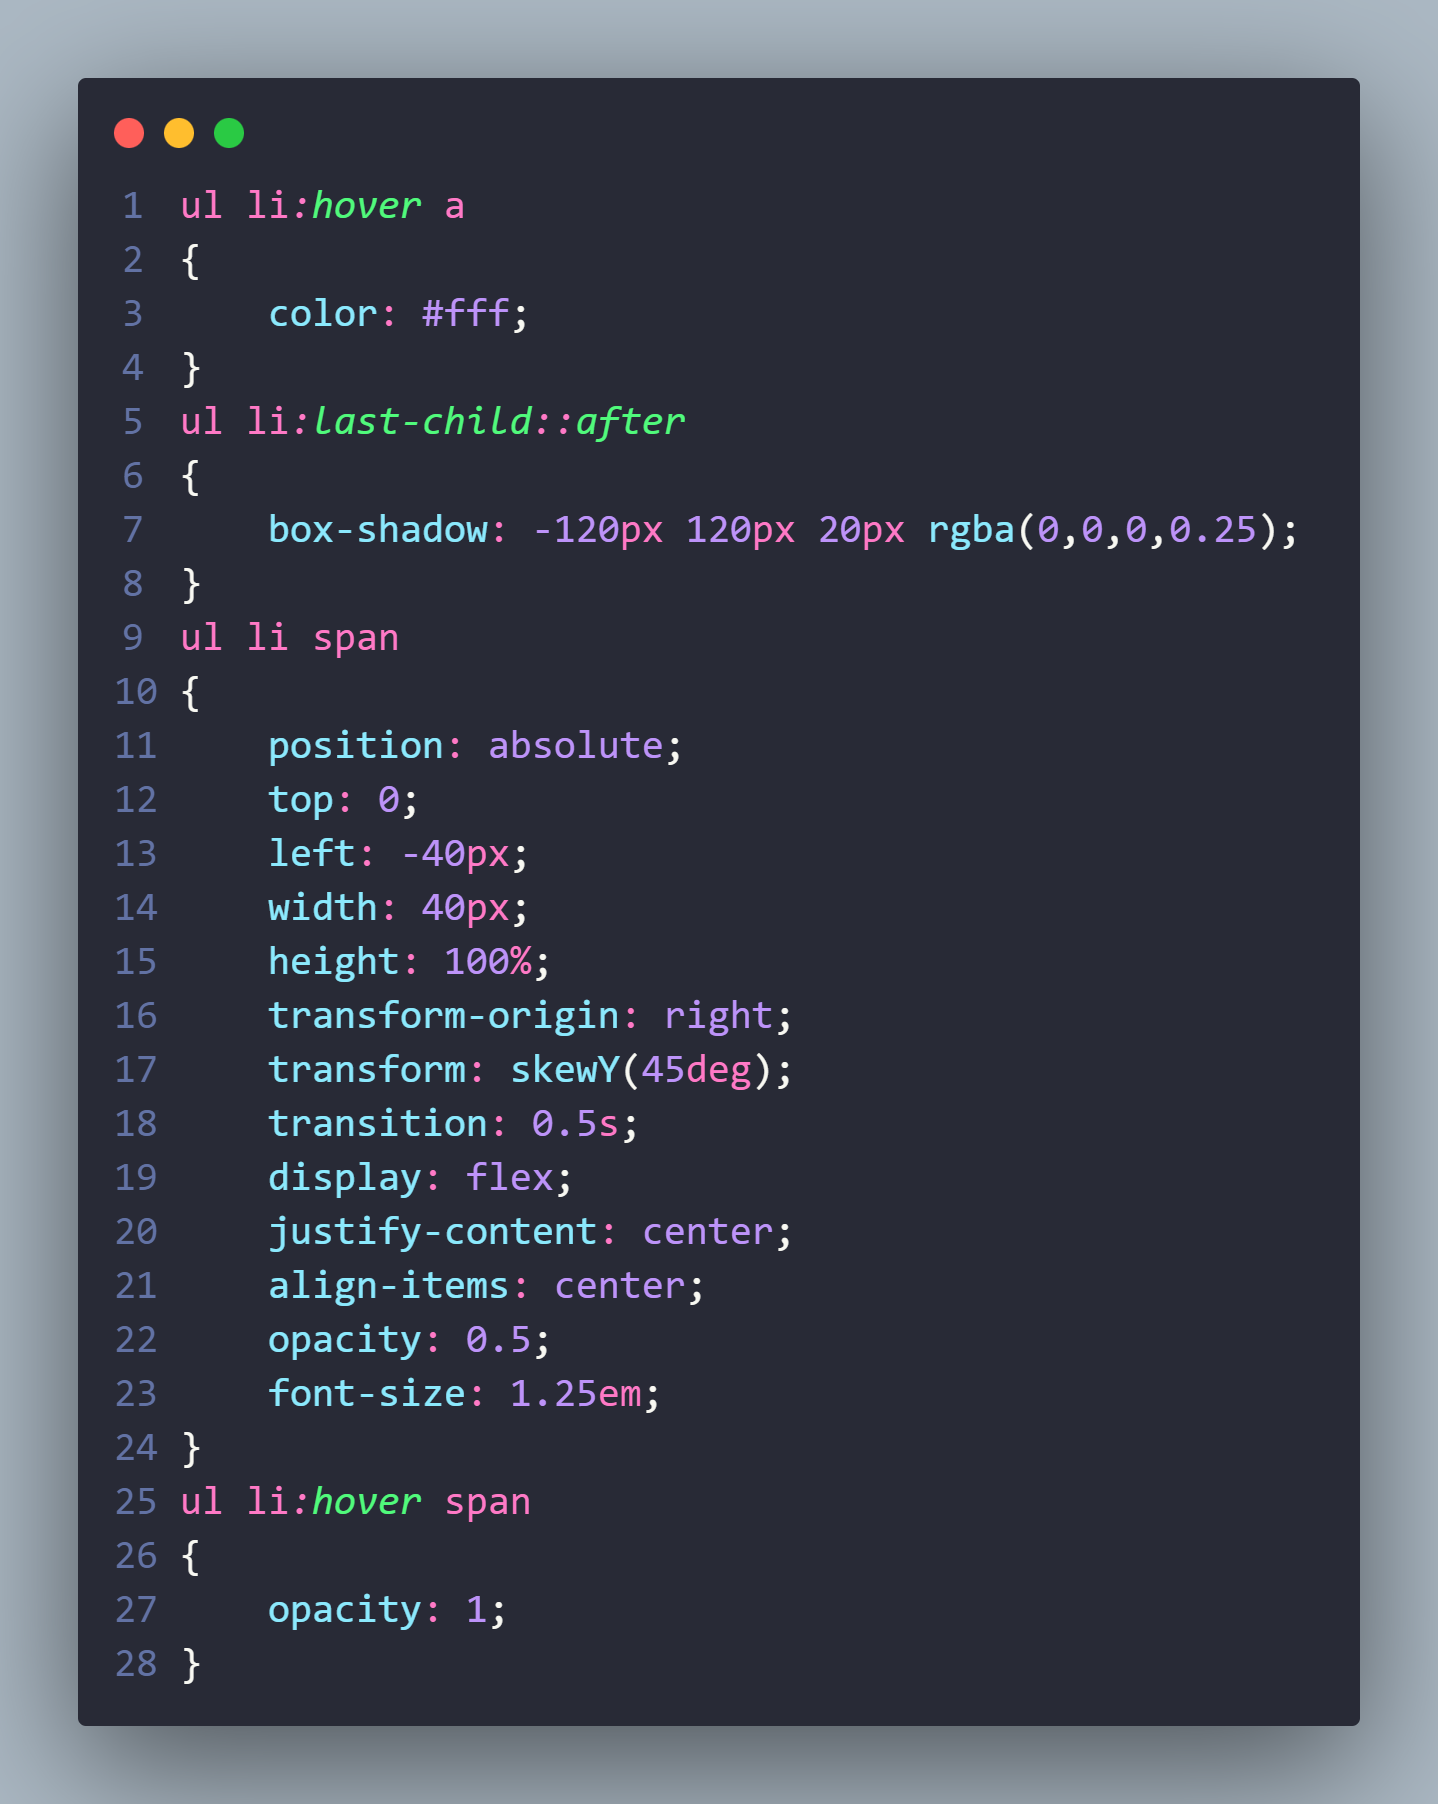 1 ul li:hover a
2 {
3     color: #fff;
4 }
5 ul li:last-child::after
6 {
7     box-shadow: -120px 120px 20px rgba(0,0,0,0.25);
8 }
9 ul li span
10 {
11     position: absolute;
12     top: 0;
13     left: -40px;
14     width: 40px;
15     height: 100%;
16     transform-origin: right;
17     transform: skewY(45deg);
18     transition: 0.5s;
19     display: flex;
20     justify-content: center;
21     align-items: center;
22     opacity: 0.5;
23     font-size: 1.25em;
24 }
25 ul li:hover span
26 {
27     opacity: 1;
28 }